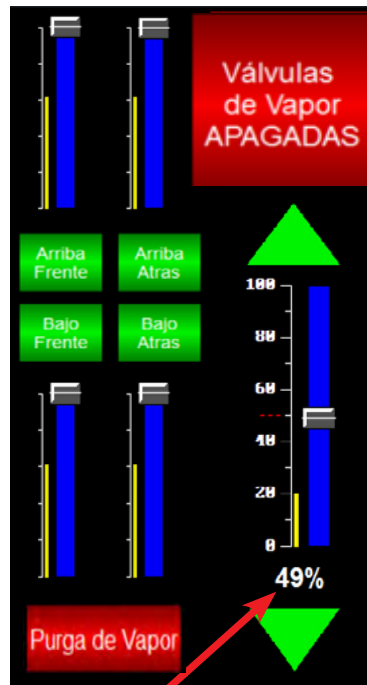 Válvulas
de Vapor
APAGADAS
Arriba
Frente
Arriba
Atras
Bajo
Frente
Bajo
Atras
100
80
60
40
20
0
49%
Purga de Vapor